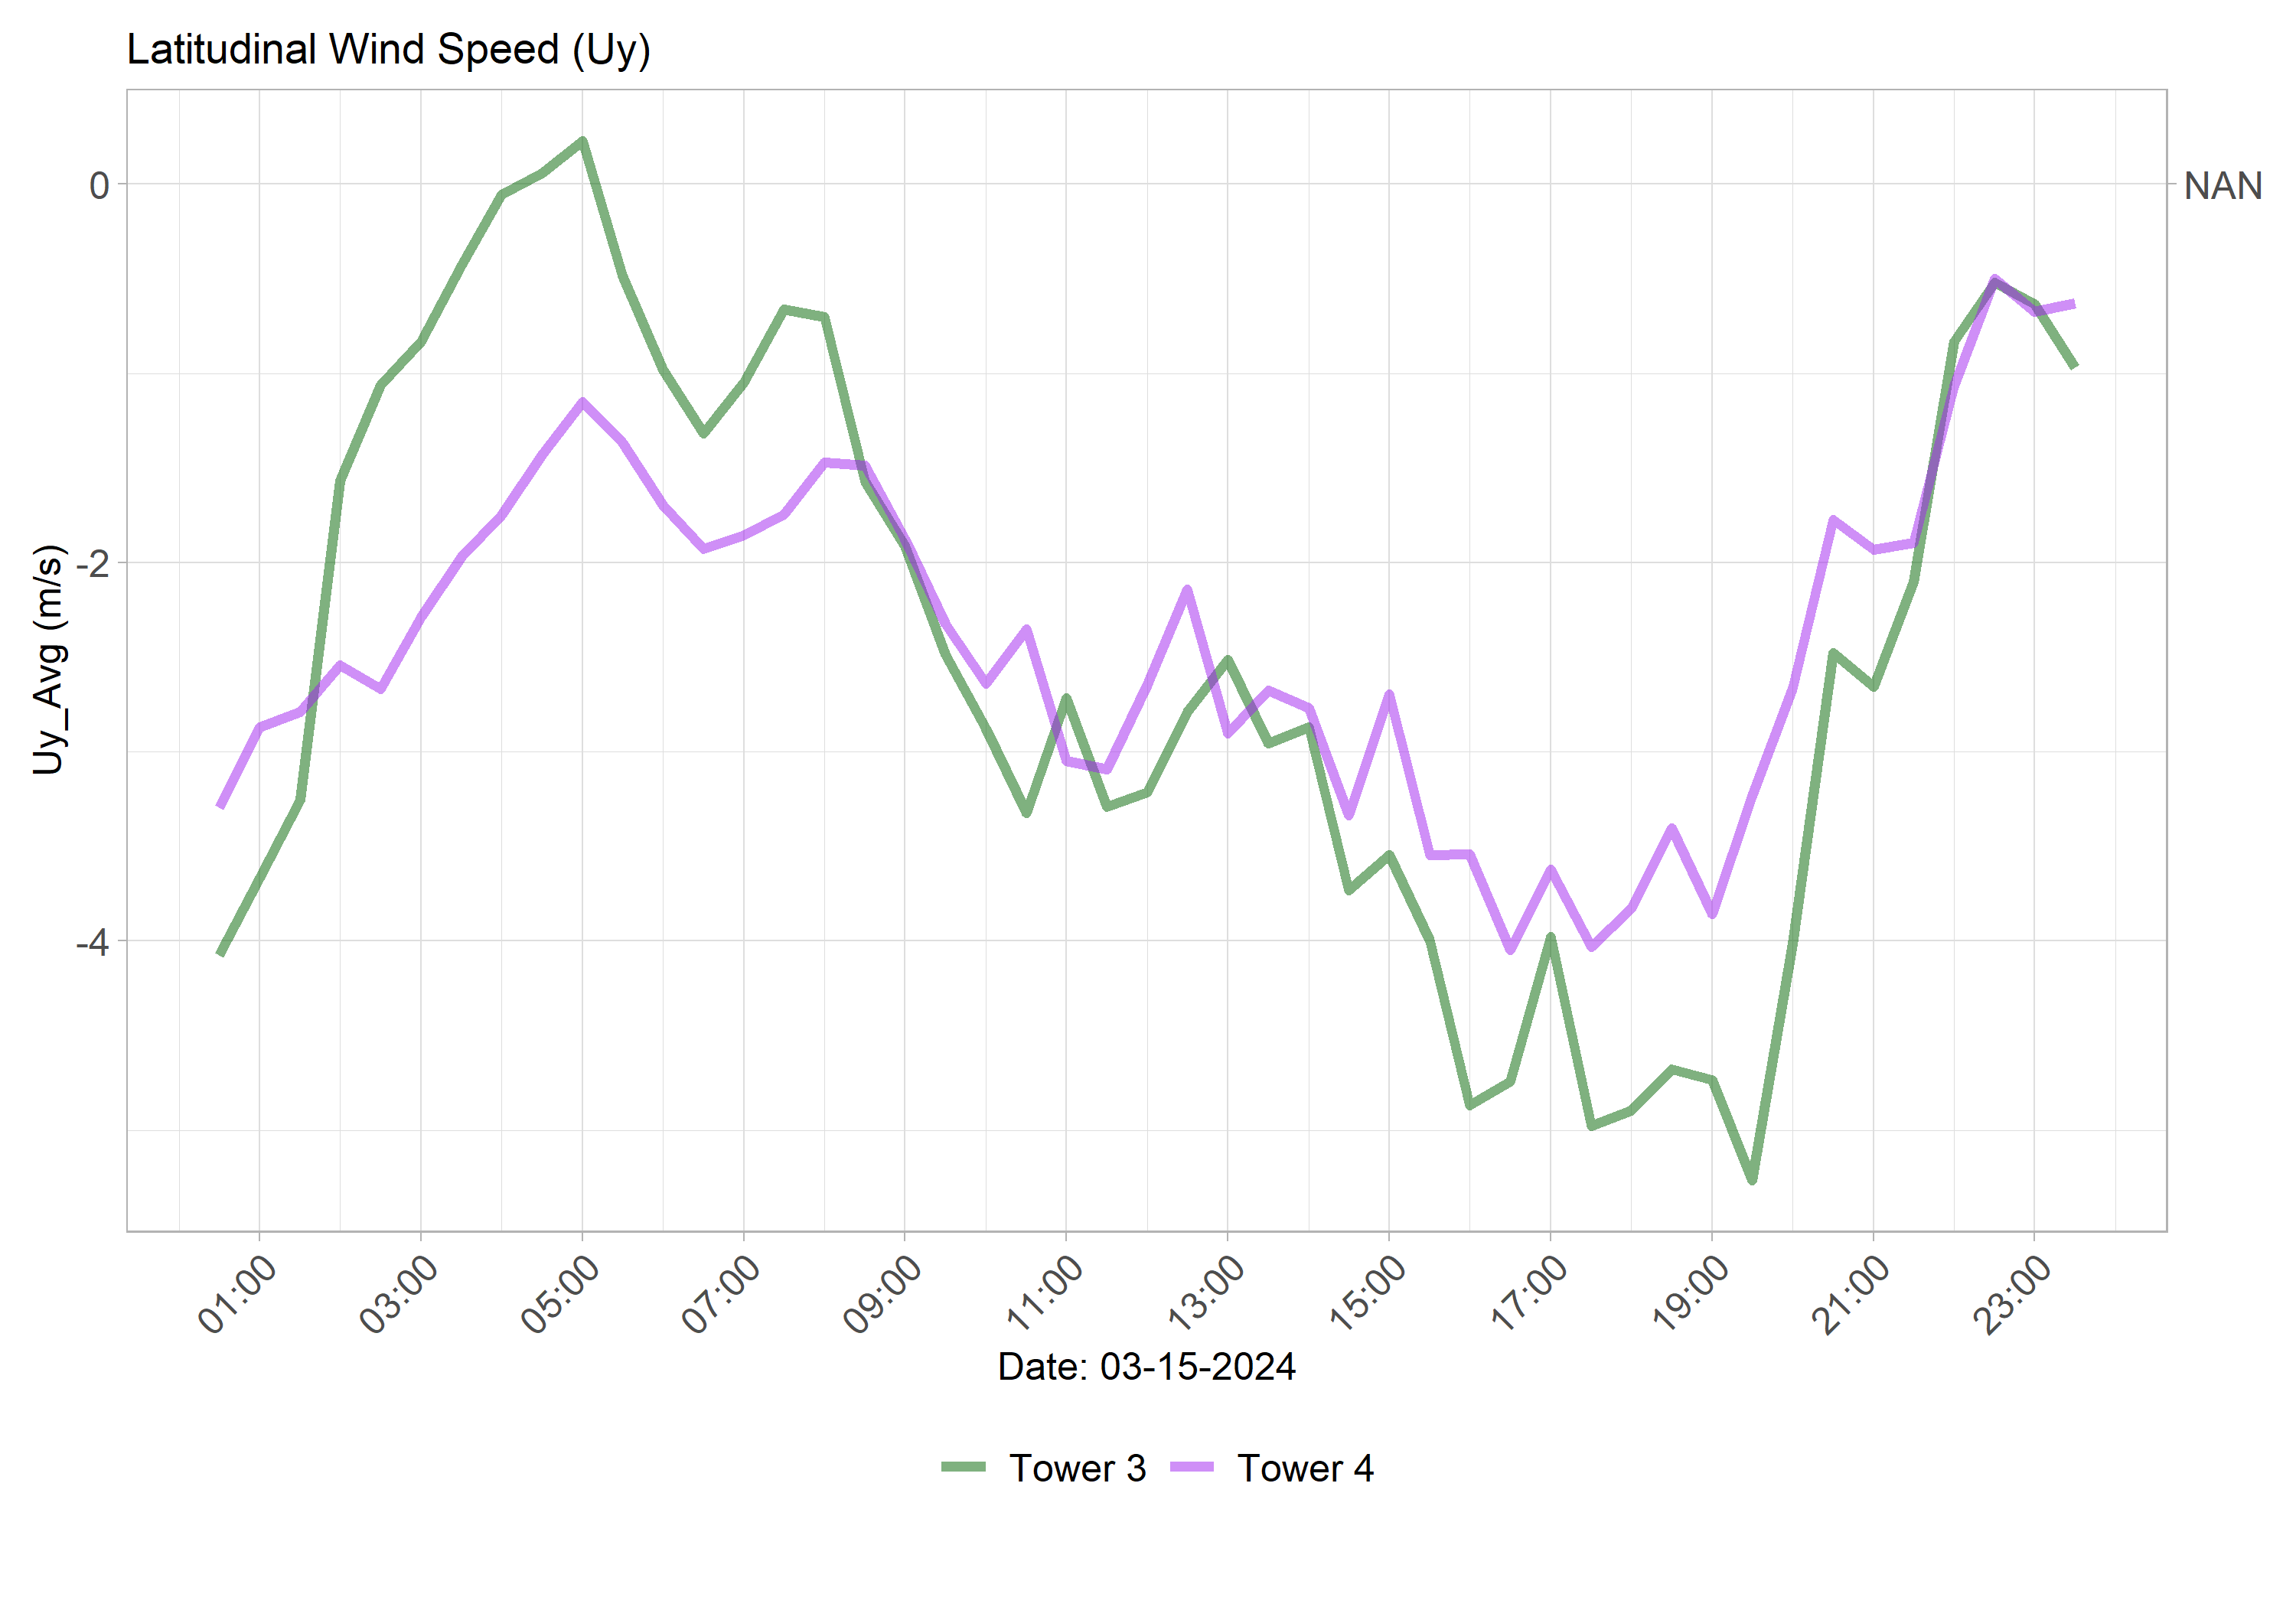 Latitudinal Wind Speed (Uy)
Uy_Avg (m/s)
0
-2
-4
NAN
01:00
03:00
05:00
07:00
09:00
11:00
13:00
15:00
17:00
19:00
21:00
23:00
Date: 03-15-2024
Tower 3
Tower 4